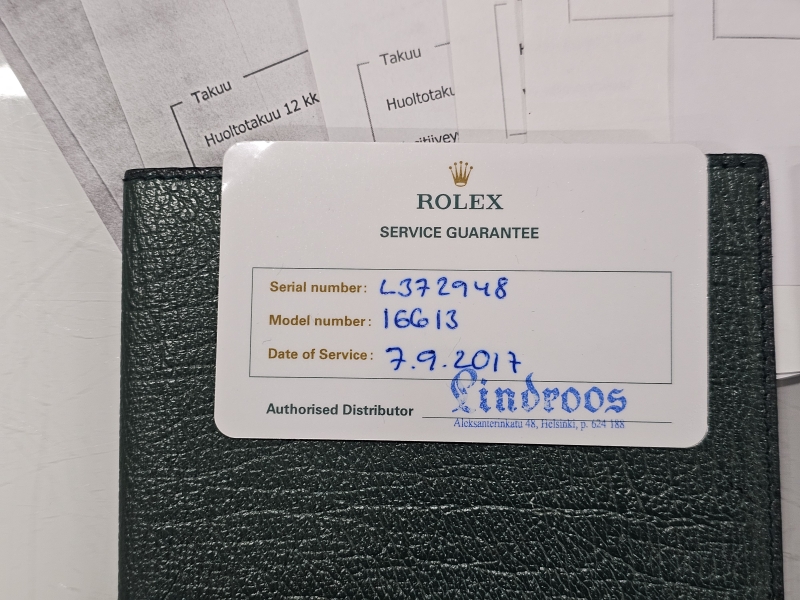 Takuu
Huoltotakuu 12 kk
Takuu
Huoltotaku
ROLEX
SERVICE GUARANTEE
Serial number: L372948
Model number: 16613
Date of Service: 7.9.2017
Authorised Distributor Lindroos
Aleksanterinkatu 48, Helsinki, p. 624 188